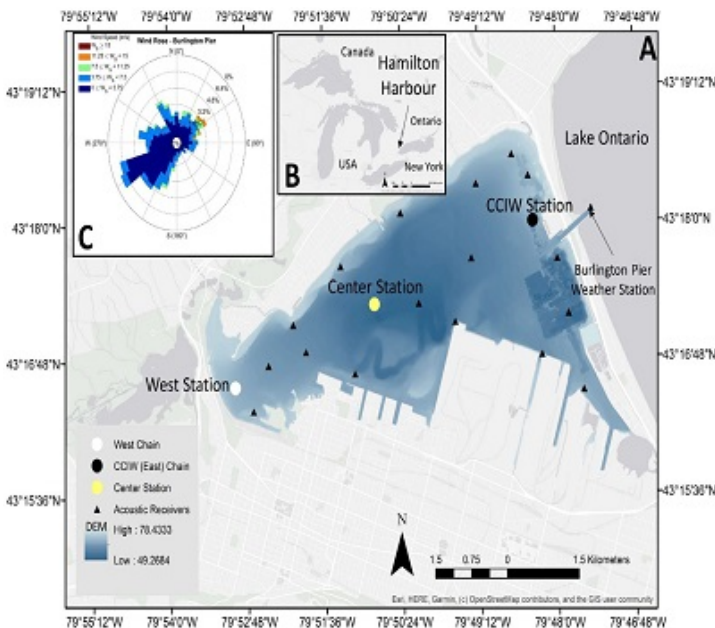 79°55'12"W 79°54'0"W 79°52'48"W 79°51'36"W 79°50'24"W 79°49'12"W 79°48'0"W 79°46'48"W
A
Wind Rose - Burlington Pier
N (0°)
W (270°)
S (180°)
C
Canada
Hamilton
Harbour
Ontario
USA
New York
B
Lake Ontario
CCIW Station
Burlington Pier
Weather Station
Center Station
West Station
43°19'12"N
43°18'0"N
43°16'48"N
43°15'36"N
43°19'12"N
43°18'0"N
43°16'48"N
43°15'36"N
West Chain
CCIW (East) Chain
Center Station
Acoustic Receivers
DEM
High : 78.4333
Low : 49.2684
N
1.5 0.75 0 1.5 Kilometers
Esri, HERE, Garmin, (c) OpenStreetMap contributors, and the GIS user community
79°55'12"W 79°54'0"W 79°52'48"W 79°51'36"W 79°50'24"W 79°49'12"W 79°48'0"W 79°46'48"W